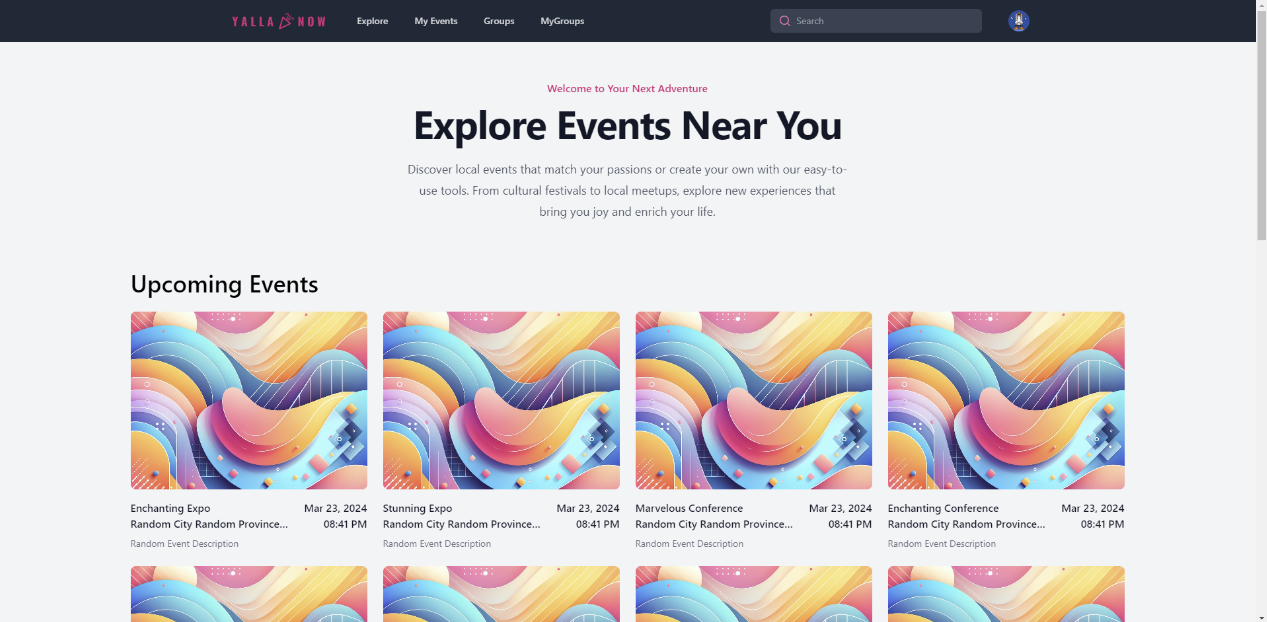 YALLA NOW
Explore
My Events
Groups
MyGroups
Search
Welcome to Your Next Adventure
Explore Events Near You
Discover local events that match your passions or create your own with our easy-to-
use tools. From cultural festivals to local meetups, explore new experiences that
bring you joy and enrich your life.
Upcoming Events
Enchanting Expo
Mar 23, 2024
Random City Random Province...
08:41 PM
Random Event Description
Stunning Expo
Mar 23, 2024
Random City Random Province...
08:41 PM
Random Event Description
Marvelous Conference
Mar 23, 2024
Random City Random Province...
08:41 PM
Random Event Description
Enchanting Conference
Mar 23, 2024
Random City Random Province...
08:41 PM
Random Event Description